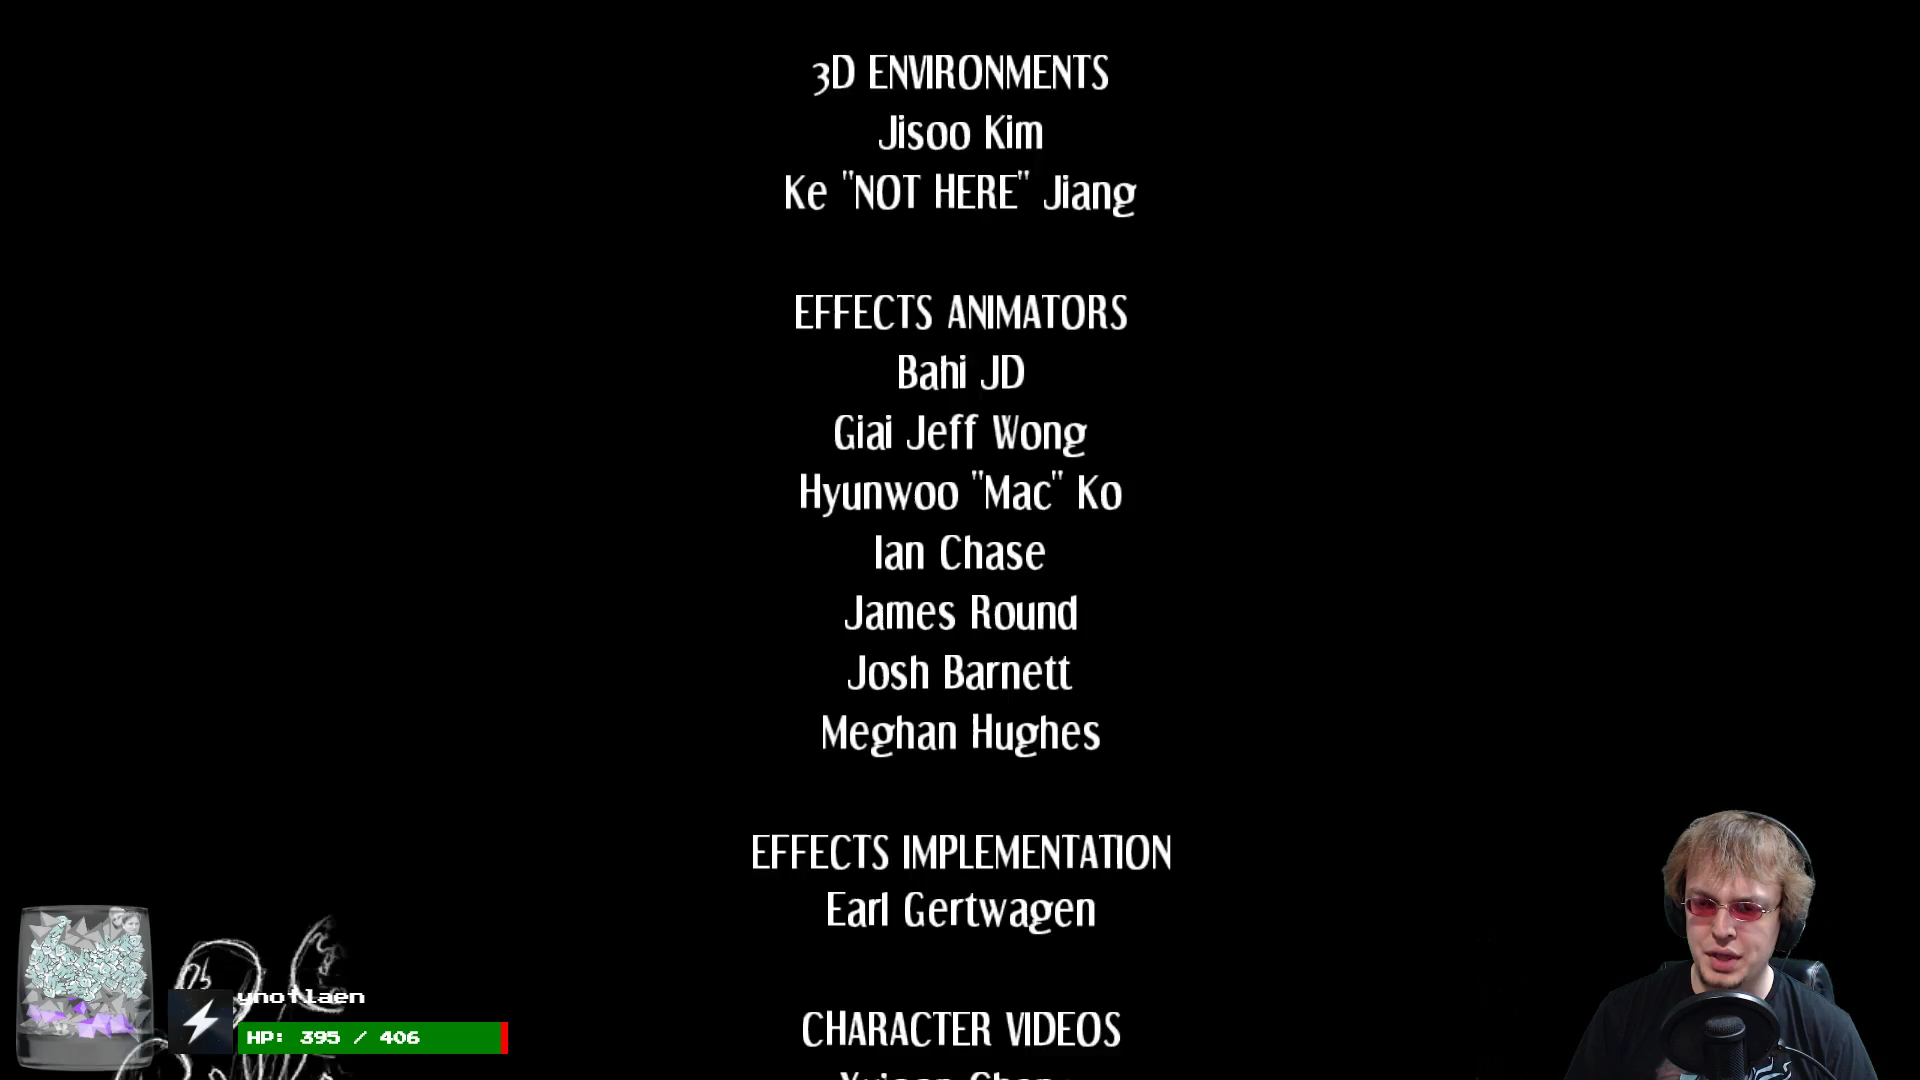 3D ENVIRONMENTS
Jisoo Kim
Ke "NOT HERE" Jiang
EFFECTS ANIMATORS
Bahi JD
Giai Jeff Wong
Hyunwoo "Mac" Ko
Ian Chase
James Round
Josh Barnett
Meghan Hughes
EFFECTS IMPLEMENTATION
Earl Gertwagen
CHARACTER VIDEOS
ynotlaen
HP: 395 / 406